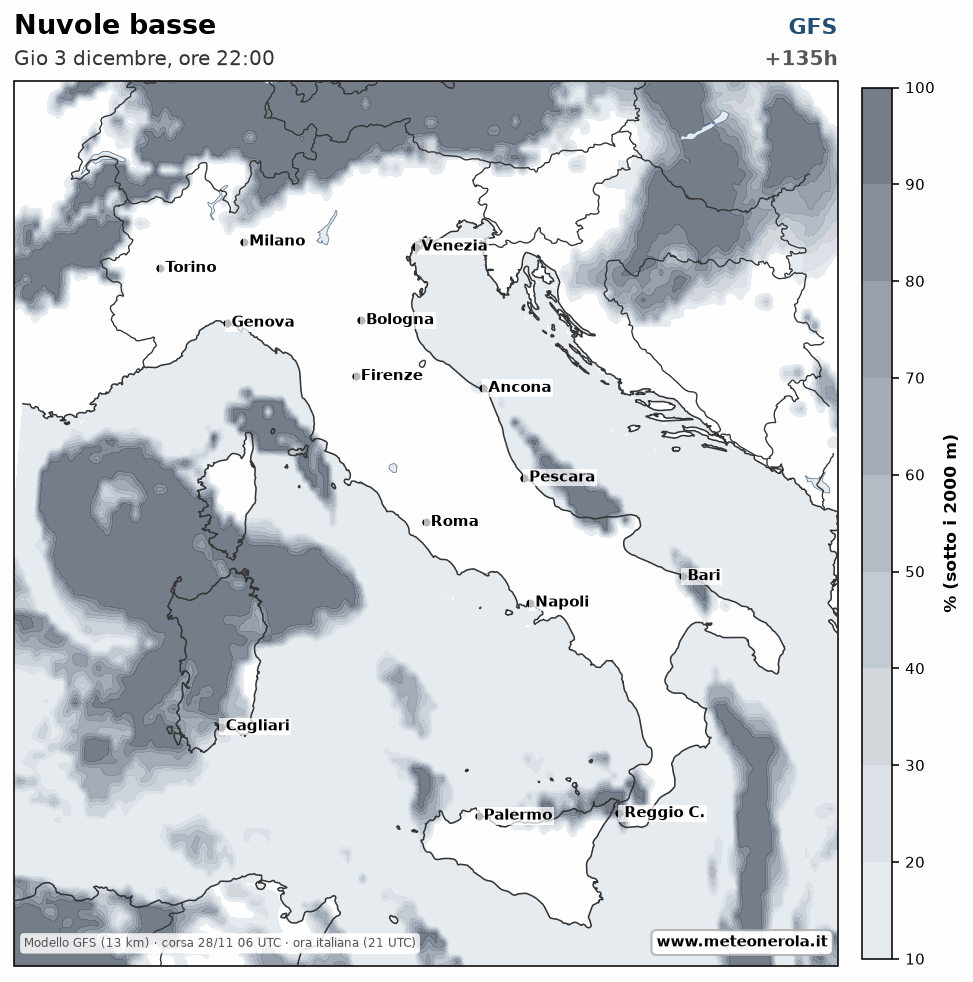 Nuvole basse
GFS
Gio 3 dicembre, ore 22:00
+135h
Milano
Venezia
Torino
Genova
Bologna
Firenze
Ancona
Pescara
Roma
Bari
Napoli
Cagliari
Palermo
Reggio C.
100
90
80
70
60
50
40
30
20
10
% (sotto i 2000 m)
Modello GFS (13 km) · corsa 28/11 06 UTC · ora italiana (21 UTC)
www.meteonerola.it